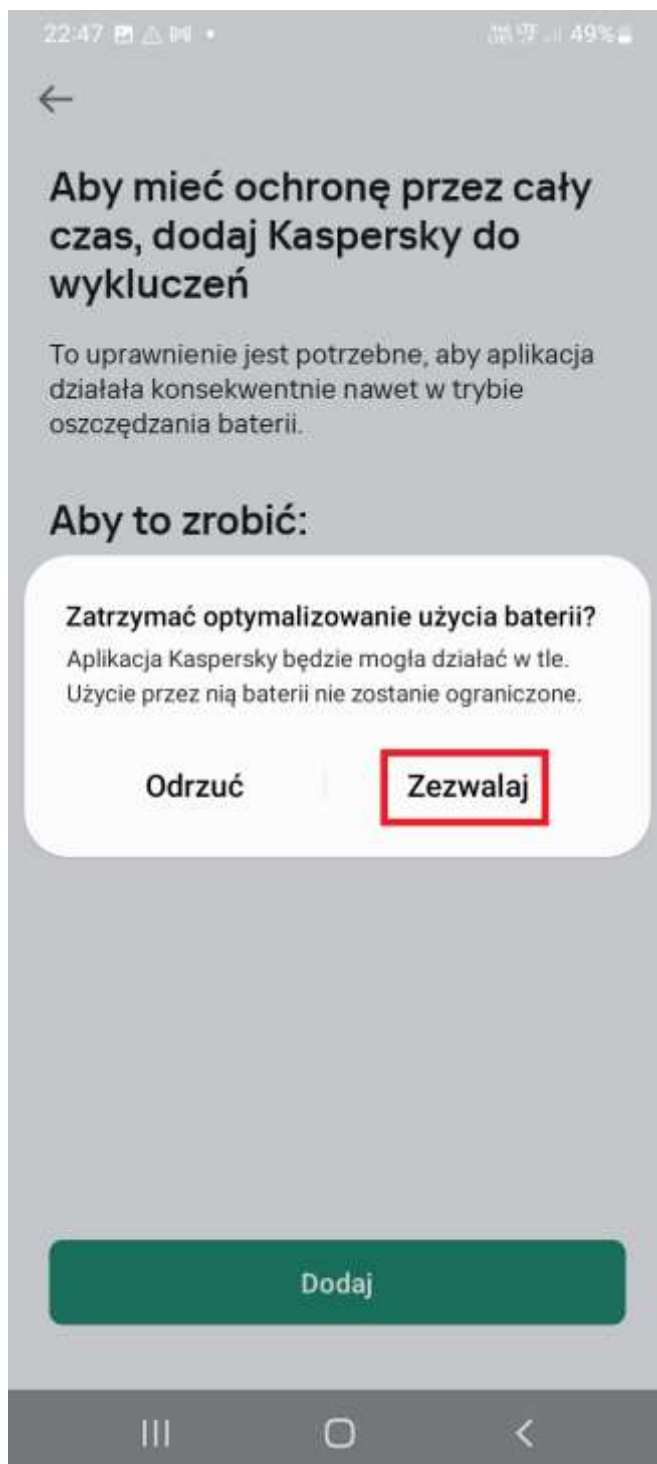 22:47
49%
Aby mieć ochronę przez cały
czas, dodaj Kaspersky do
wykluczeń
To uprawnienie jest potrzebne, aby aplikacja
działała konsekwentnie nawet w trybie
oszczędzania baterii.
Aby to zrobić:
Zatrzymać optymalizowanie użycia baterii?
Aplikacja Kaspersky będzie mogła działać w tle.
Użycie przez nią baterii nie zostanie ograniczone.
Odrzuć Zezwalaj
Dodaj